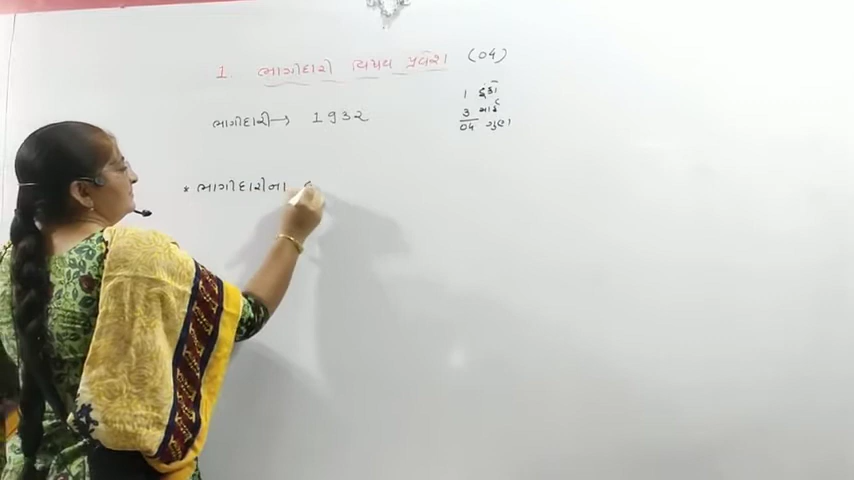 1. ભાગીદારી વિષય પ્રવેશ (04)
1 ટૂંકો
3 માર્ક
04 ગુણ
ભાગીદારી → 1932
* ભાગીદારીના